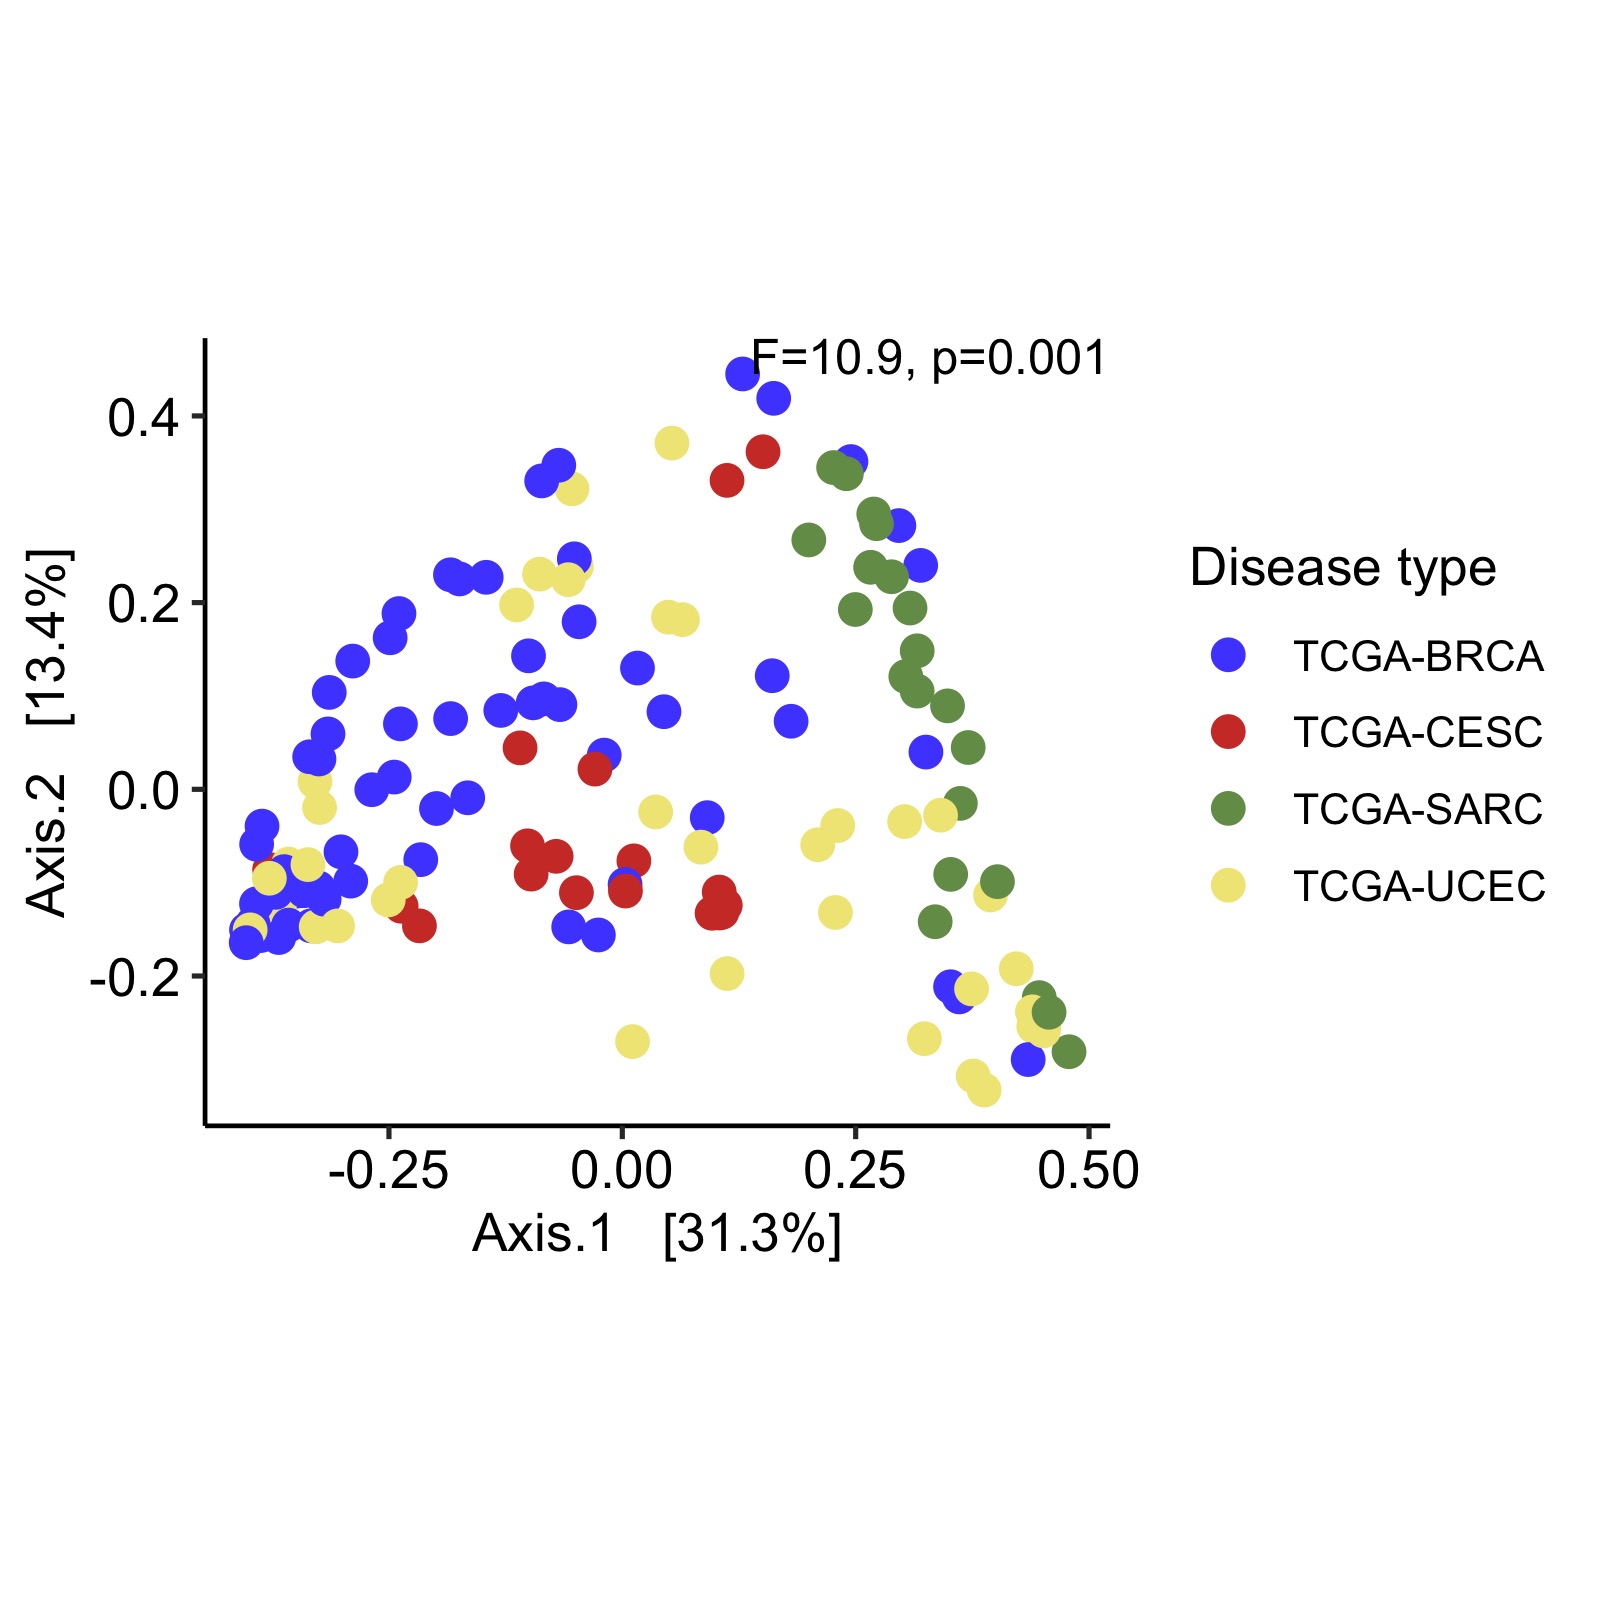 F=10.9, p=0.001
0.4
0.2
0.0
-0.2
Axis.2 [13.4%]
-0.25 0.00 0.25 0.50
Axis.1 [31.3%]
Disease type
TCGA-BRCA
TCGA-CESC
TCGA-SARC
TCGA-UCEC